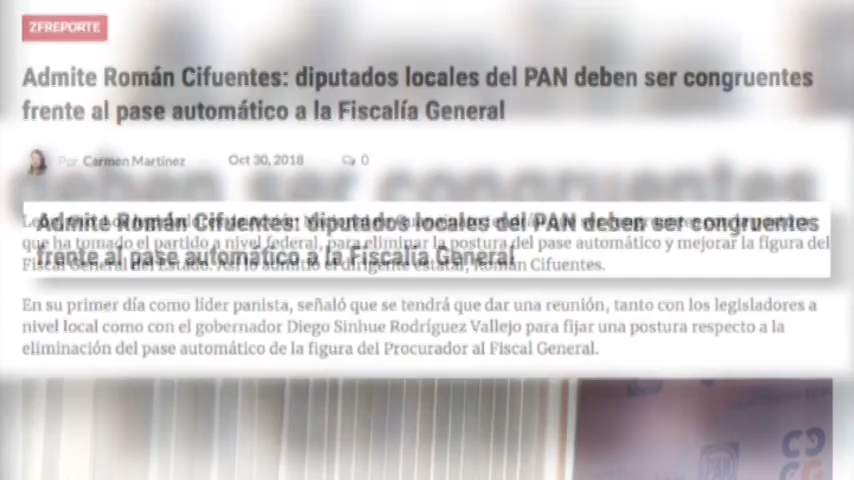 ZFREPORTE
Admite Román Cifuentes: diputados locales del PAN deben ser congruentes
frente al pase automático a la Fiscalía General
Por Carmen Martínez
Oct 30, 2018
0
deben ser congruentes
Admite Román Cifuentes: diputados locales del PAN deben ser congruentes
frente al pase automático a la Fiscalía General
que ha tomado el partido a nivel federal, para eliminar la postura del pase automático y mejorar la figura del
Fiscal General del Estado. Así lo admitió el dirigente estatal, Román Cifuentes.
En su primer día como líder panista, señaló que se tendrá que dar una reunión, tanto con los legisladores a
nivel local como con el gobernador Diego Sinhue Rodríguez Vallejo para fijar una postura respecto a la
eliminación del pase automático de la figura del Procurador al Fiscal General.
PAN